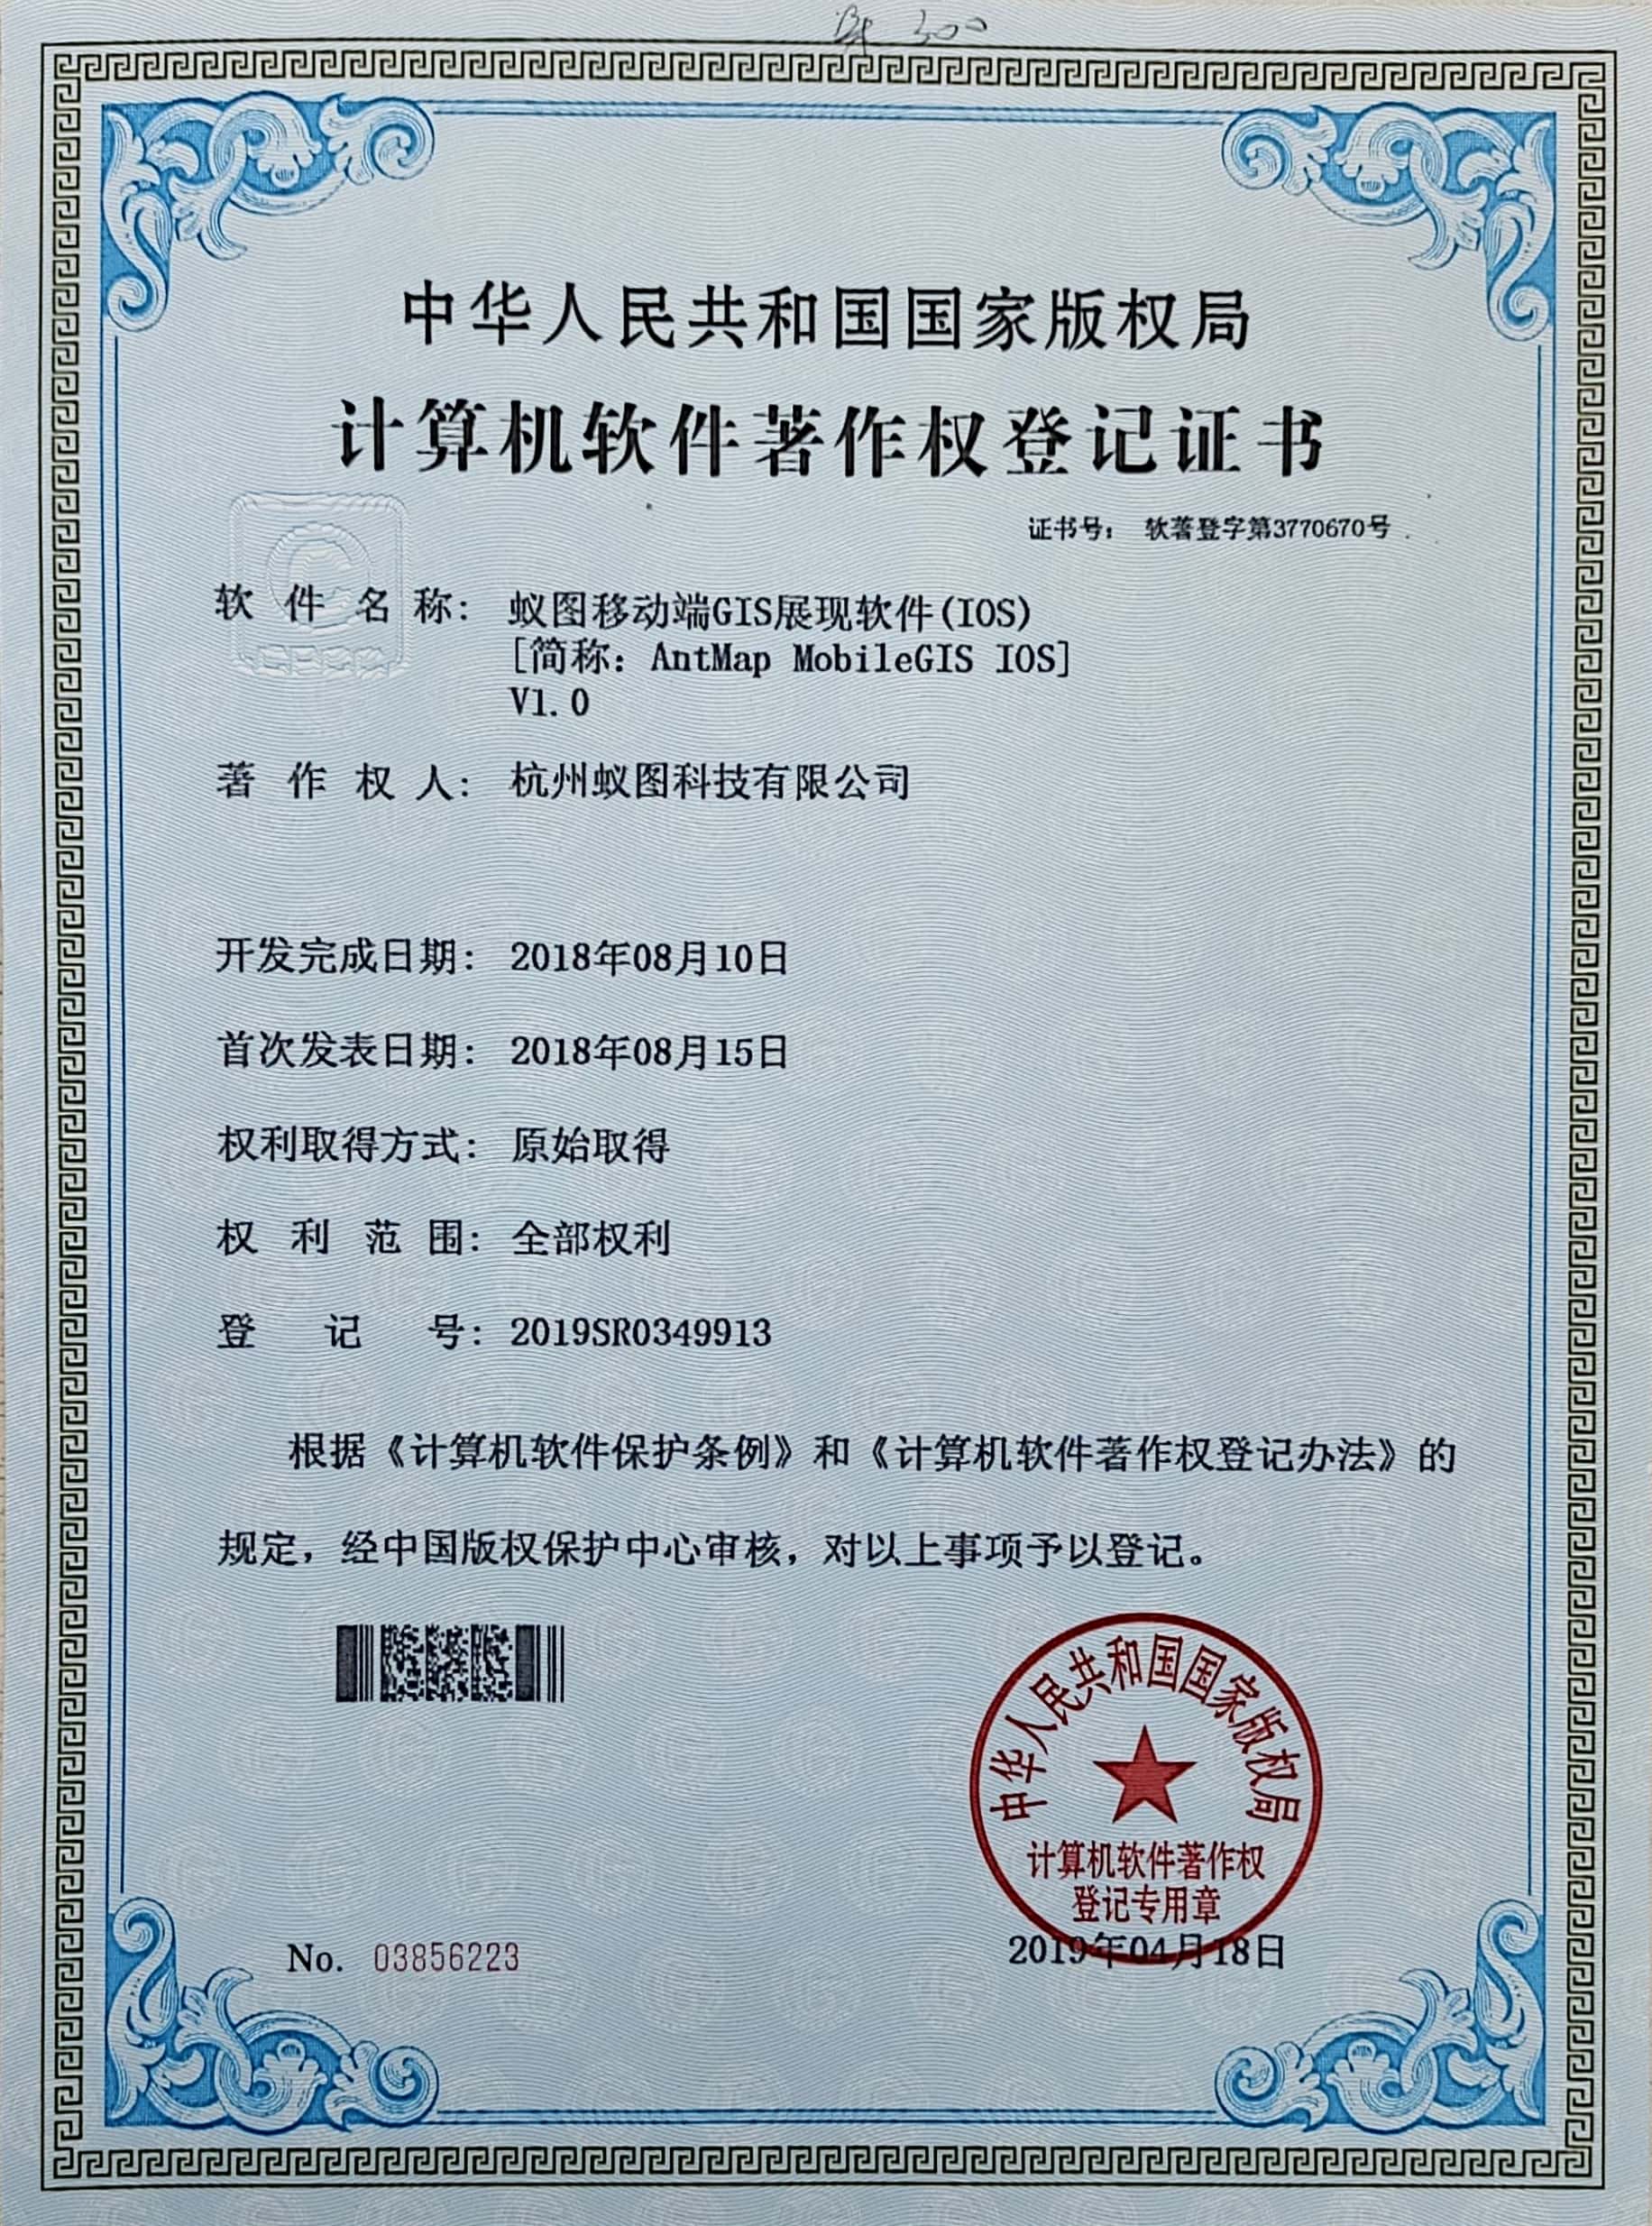 中华人民共和国国家版权局
计算机软件著作权登记证书
证书号： 软著登字第3770670号
软件名称： 蚁图移动端GIS展现软件(IOS)
[简称：AntMap MobileGIS IOS]
V1.0
著作权人： 杭州蚁图科技有限公司
开发完成日期： 2018年08月10日
首次发表日期： 2018年08月15日
权利取得方式： 原始取得
权利范围： 全部权利
登记号： 2019SR0349913
根据《计算机软件保护条例》和《计算机软件著作权登记办法》的
规定，经中国版权保护中心审核，对以上事项予以登记。
中华人民共和国国家版权局
计算机软件著作权
登记专用章
No. 03856223
2019年04月18日